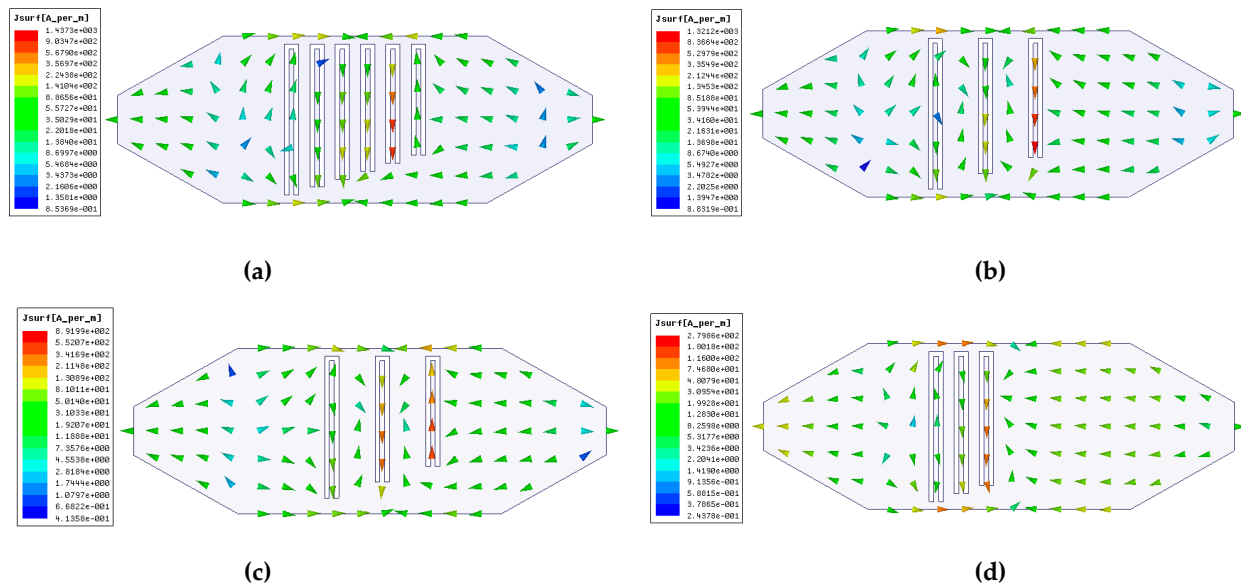 Jsurf[A_per_m]
1.4373e+003
9.0347e+002
5.6790e+002
3.5697e+002
2.2438e+002
1.4104e+002
8.8656e+001
5.5727e+001
3.5029e+001
2.2018e+001
1.3840e+001
8.6997e+000
5.4684e+000
3.4373e+000
2.1606e+000
1.3581e+000
8.5369e-001
(a)
Jsurf[A_per_m]
1.3212e+003
8.3664e+002
5.2979e+002
3.3549e+002
2.1244e+002
1.3453e+002
8.5188e+001
5.3944e+001
3.4160e+001
2.1631e+001
1.3698e+001
8.6740e+000
5.4927e+000
3.4782e+000
2.2025e+000
1.3947e+000
8.8319e-001
(b)
Jsurf[A_per_m]
8.9199e+002
5.5207e+002
3.4169e+002
2.1148e+002
1.3089e+002
8.1011e+001
5.0140e+001
3.1033e+001
1.9207e+001
1.1888e+001
7.3576e+000
4.5538e+000
2.8184e+000
1.7444e+000
1.0797e+000
6.6822e-001
4.1358e-001
(c)
Jsurf[A_per_m]
2.7986e+002
1.8018e+002
1.1600e+002
7.4680e+001
4.8079e+001
3.0954e+001
1.9928e+001
1.2830e+001
8.2598e+000
5.3177e+000
3.4236e+000
2.2041e+000
1.4190e+000
9.1356e-001
5.8815e-001
3.7865e-001
2.4378e-001
(d)